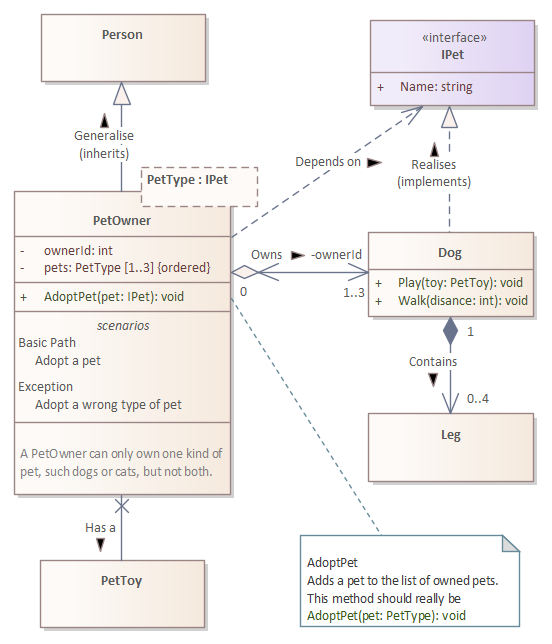 Person
«interface»
IPet
+ Name: string
Generalise
(inherits)
Depends on
Realises
(implements)
PetType : IPet
PetOwner
- ownerId: int
- pets: PetType [1..3] {ordered}
+ AdoptPet(pet: IPet): void
scenarios
Basic Path
Adopt a pet
Exception
Adopt a wrong type of pet
A PetOwner can only own one kind of
pet, such dogs or cats, but not both.
Owns
-ownerId
0
1..3
Dog
+ Play(toy: PetToy): void
+ Walk(disance: int): void
1
Contains
0..4
Leg
Has a
PetToy
AdoptPet
Adds a pet to the list of owned pets.
This method should really be
AdoptPet(pet: PetType): void